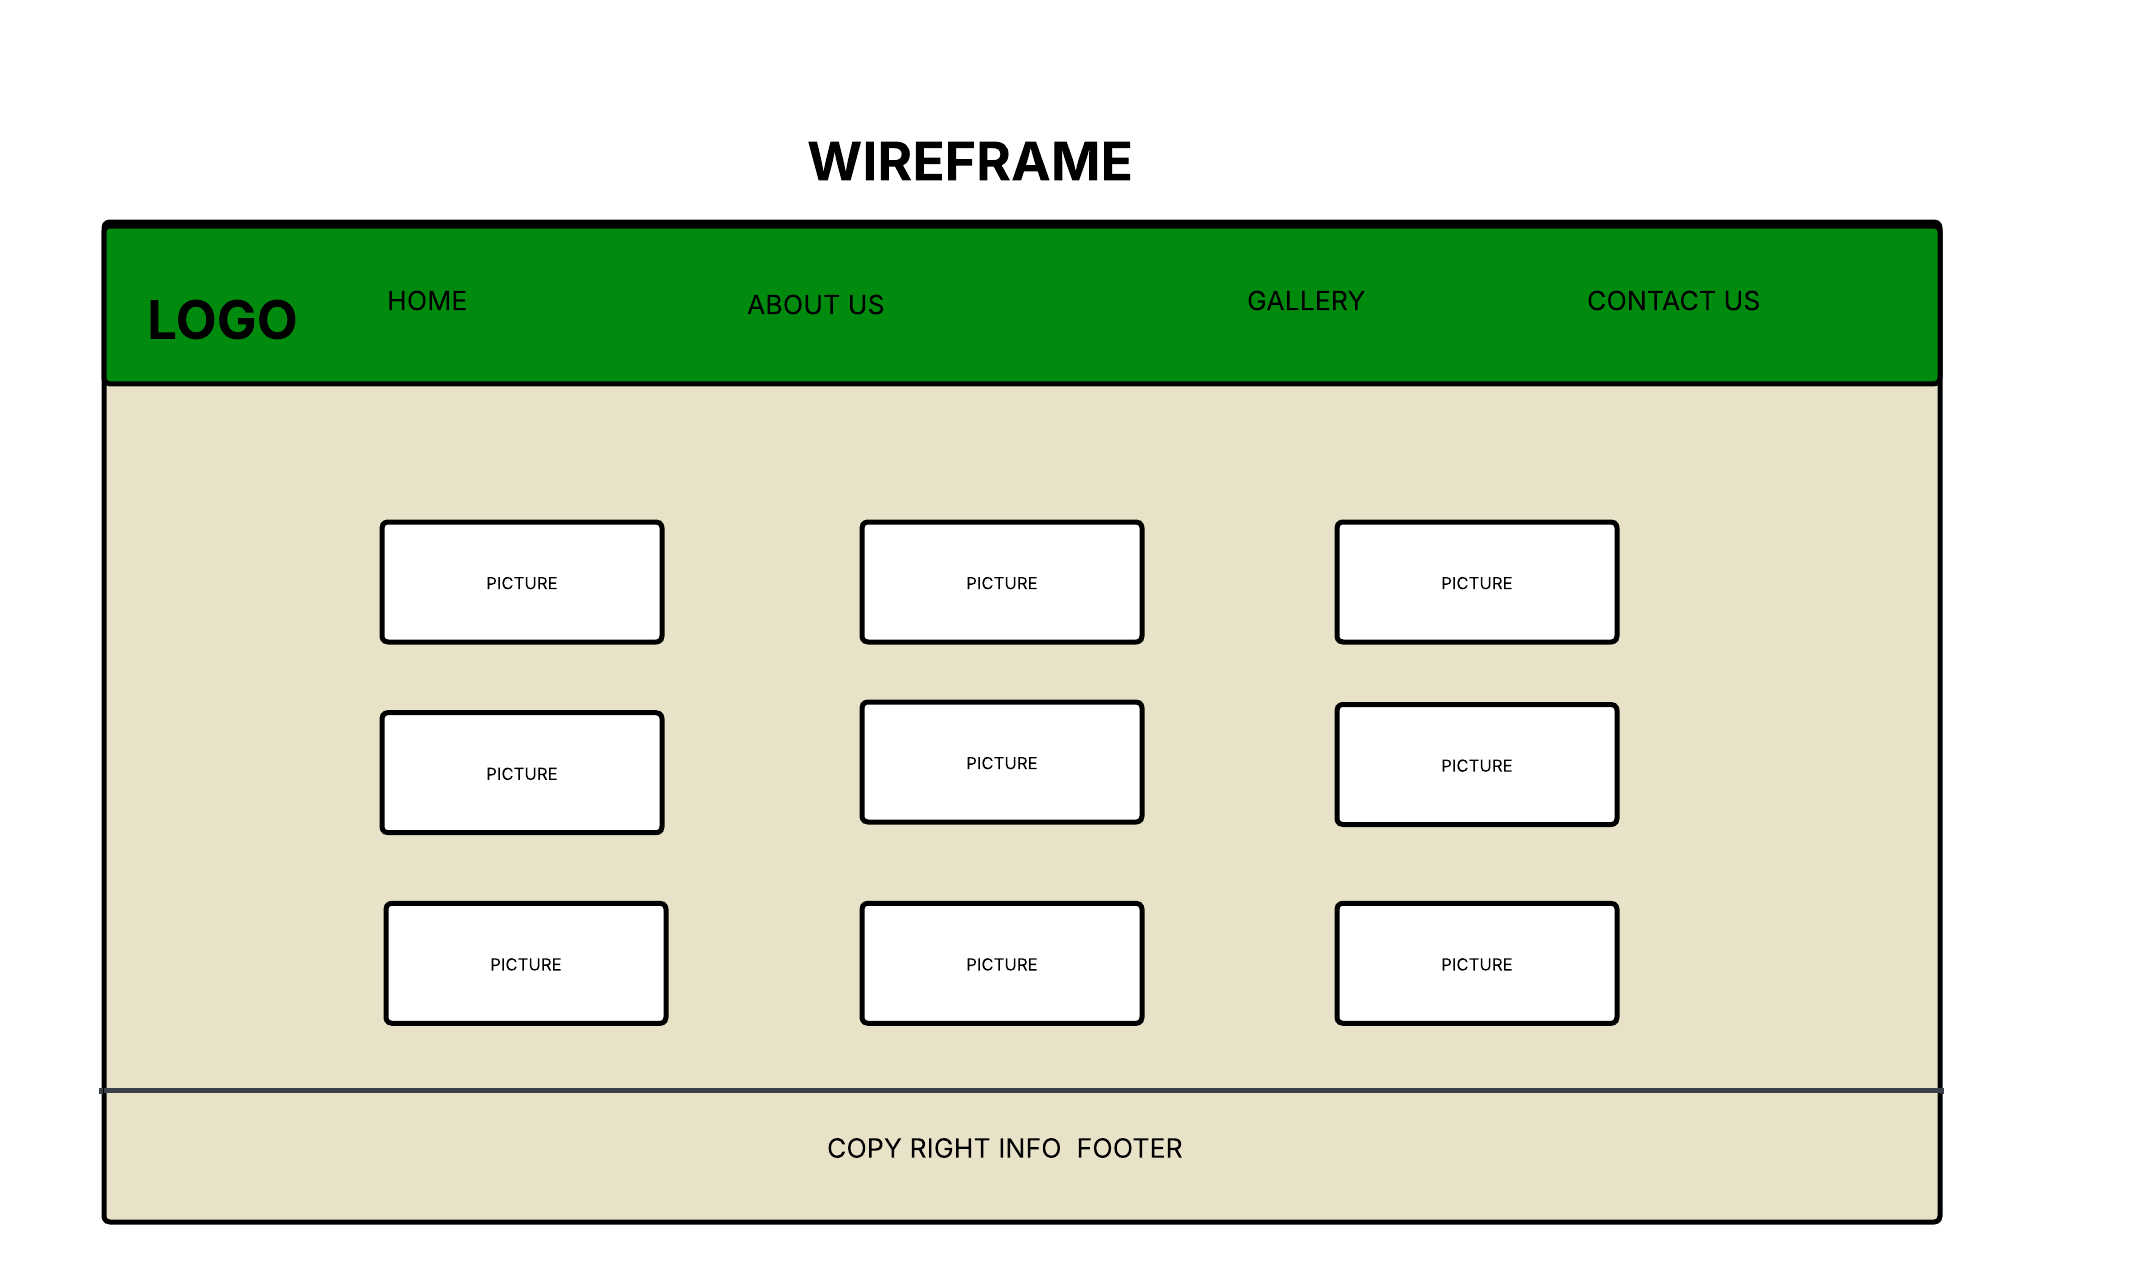 WIREFRAME
LOGO
HOME
ABOUT US
GALLERY
CONTACT US
PICTURE
PICTURE
PICTURE
PICTURE
PICTURE
PICTURE
PICTURE
PICTURE
PICTURE
COPY RIGHT INFO  FOOTER